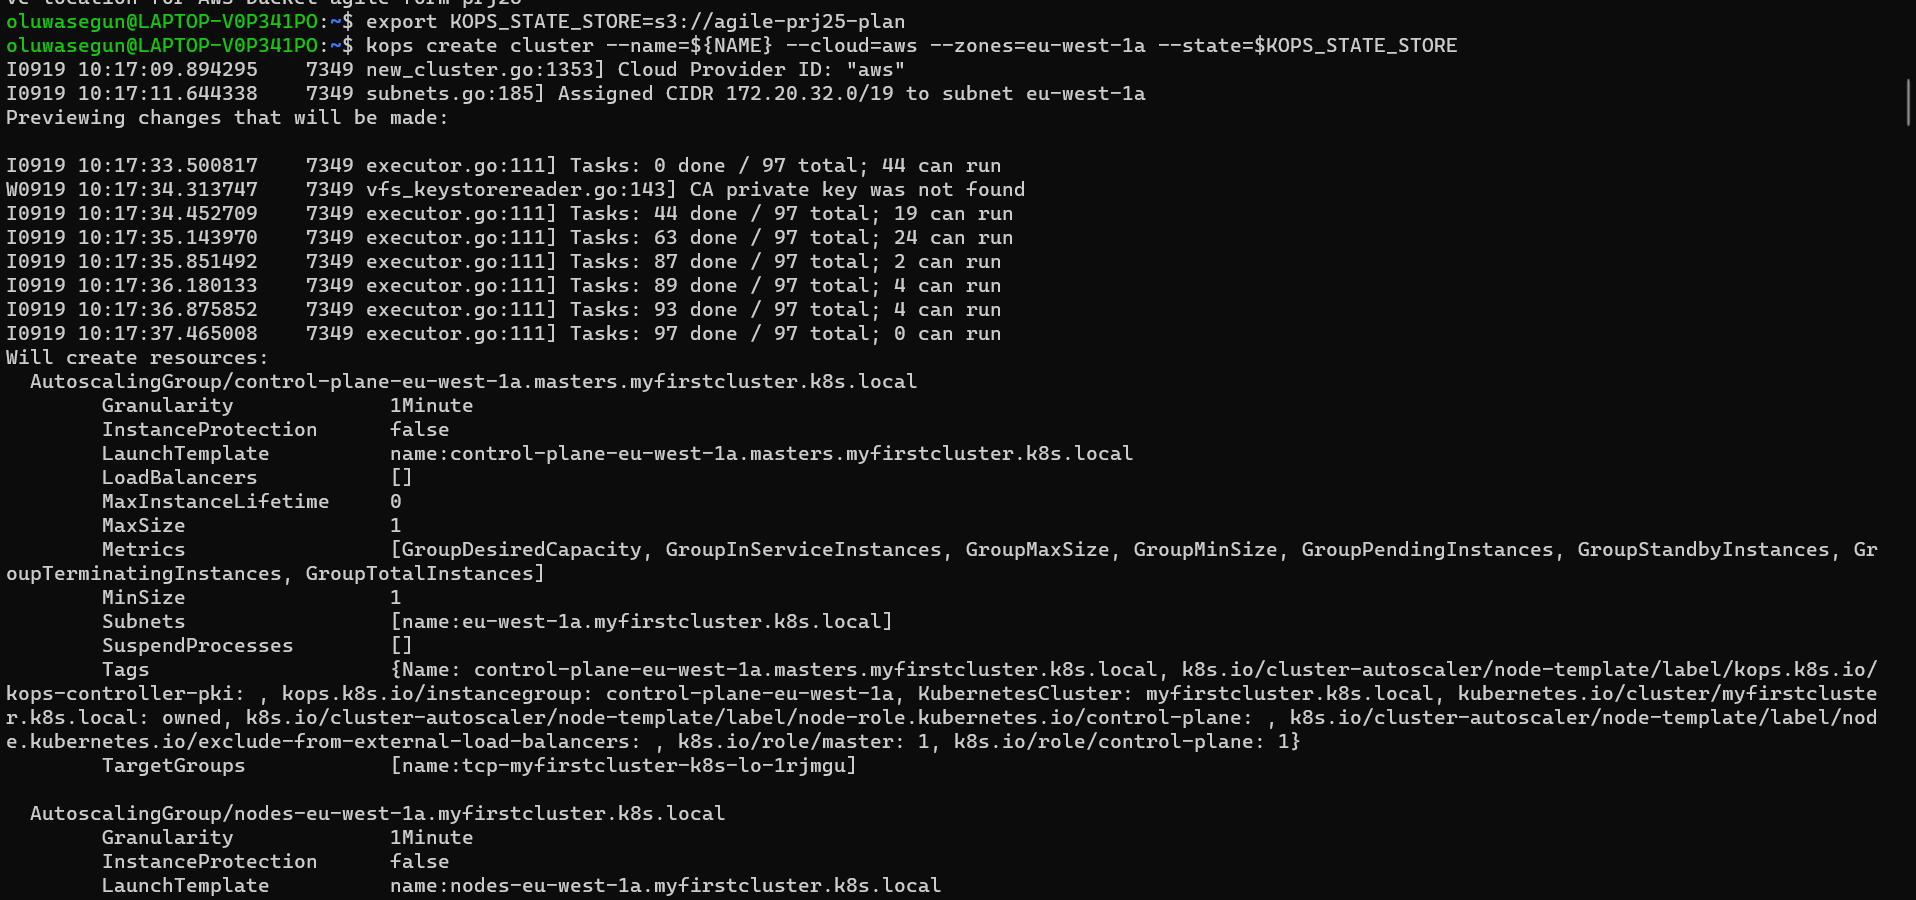 ve location for AWS bucket agile form prj25
oluwasegun@LAPTOP-V0P341PO:~$ export KOPS_STATE_STORE=s3://agile-prj25-plan
oluwasegun@LAPTOP-V0P341PO:~$ kops create cluster --name=${NAME} --cloud=aws --zones=eu-west-1a --state=$KOPS_STATE_STORE
I0919 10:17:09.894295    7349 new_cluster.go:1353] Cloud Provider ID: "aws"
I0919 10:17:11.644338    7349 subnets.go:185] Assigned CIDR 172.20.32.0/19 to subnet eu-west-1a
Previewing changes that will be made:
I0919 10:17:33.500817    7349 executor.go:111] Tasks: 0 done / 97 total; 44 can run
W0919 10:17:34.313747    7349 vfs_keystorereader.go:143] CA private key was not found
I0919 10:17:34.452709    7349 executor.go:111] Tasks: 44 done / 97 total; 19 can run
I0919 10:17:35.143970    7349 executor.go:111] Tasks: 63 done / 97 total; 24 can run
I0919 10:17:35.851492    7349 executor.go:111] Tasks: 87 done / 97 total; 2 can run
I0919 10:17:36.180133    7349 executor.go:111] Tasks: 89 done / 97 total; 4 can run
I0919 10:17:36.875852    7349 executor.go:111] Tasks: 93 done / 97 total; 4 can run
I0919 10:17:37.465008    7349 executor.go:111] Tasks: 97 done / 97 total; 0 can run
Will create resources:
  AutoscalingGroup/control-plane-eu-west-1a.masters.myfirstcluster.k8s.local
        Granularity             1Minute
        InstanceProtection      false
        LaunchTemplate          name:control-plane-eu-west-1a.masters.myfirstcluster.k8s.local
        LoadBalancers           []
        MaxInstanceLifetime     0
        MaxSize                 1
        Metrics                 [GroupDesiredCapacity, GroupInServiceInstances, GroupMaxSize, GroupMinSize, GroupPendingInstances, GroupStandbyInstances, Gr
oupTerminatingInstances, GroupTotalInstances]
        MinSize                 1
        Subnets                 [name:eu-west-1a.myfirstcluster.k8s.local]
        SuspendProcesses        []
        Tags                    {Name: control-plane-eu-west-1a.masters.myfirstcluster.k8s.local, k8s.io/cluster-autoscaler/node-template/label/kops.k8s.io/
kops-controller-pki: , kops.k8s.io/instancegroup: control-plane-eu-west-1a, KubernetesCluster: myfirstcluster.k8s.local, kubernetes.io/cluster/myfirstcluste
r.k8s.local: owned, k8s.io/cluster-autoscaler/node-template/label/node-role.kubernetes.io/control-plane: , k8s.io/cluster-autoscaler/node-template/label/nod
e.kubernetes.io/exclude-from-external-load-balancers: , k8s.io/role/master: 1, k8s.io/role/control-plane: 1}
        TargetGroups            [name:tcp-myfirstcluster-k8s-lo-1rjmgu]
  AutoscalingGroup/nodes-eu-west-1a.myfirstcluster.k8s.local
        Granularity             1Minute
        InstanceProtection      false
        LaunchTemplate          name:nodes-eu-west-1a.myfirstcluster.k8s.local